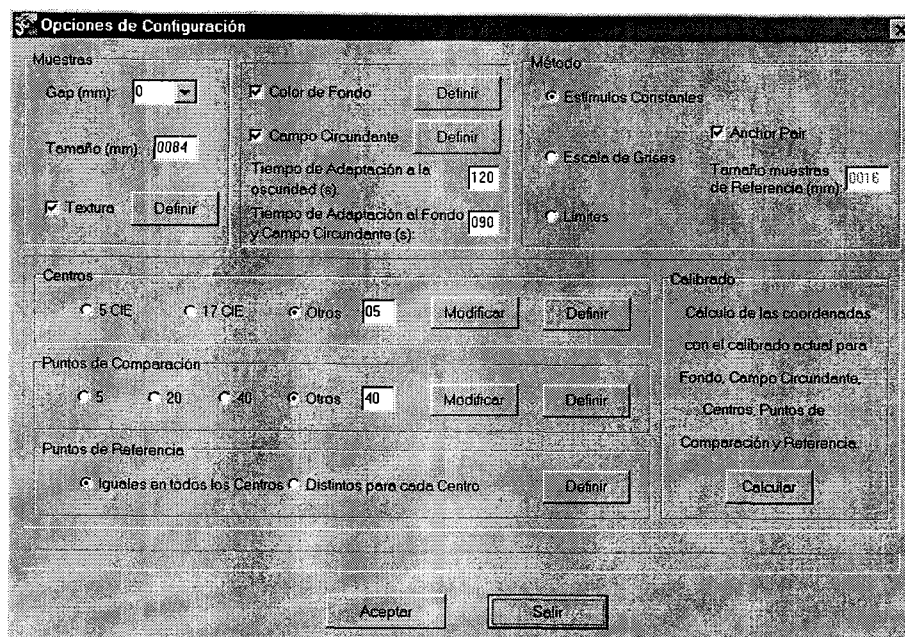 Opciones de Configuración
Muestras
Gap (mm): 0
Tamaño (mm) 0084
Textura Definir
Color de Fondo Definir
Campo Circundante Definir
Tiempo de Adaptación a la
oscuridad (s). 120
Tiempo de Adaptación al Fondo
y Campo Circundante (s): 090
Método
Estímulos Constantes
Anchor Pair
Escala de Grises
Tamaño muestras
de Referencia (mm): 0016
Límites
Centros
5 CIE 17 CIE Otros 05 Modificar Definir
Puntos de Comparación
5 20 40 Otros 40 Modificar Definir
Puntos de Referencia
Iguales en todos los Centros Distintos para cada Centro Definir
Calibrado
Cálculo de las coordenadas
con el calibrado actual para
Fondo, Campo Circundante,
Centros, Puntos de
Comparación y Referencia.
Calcular
Aceptar Salir